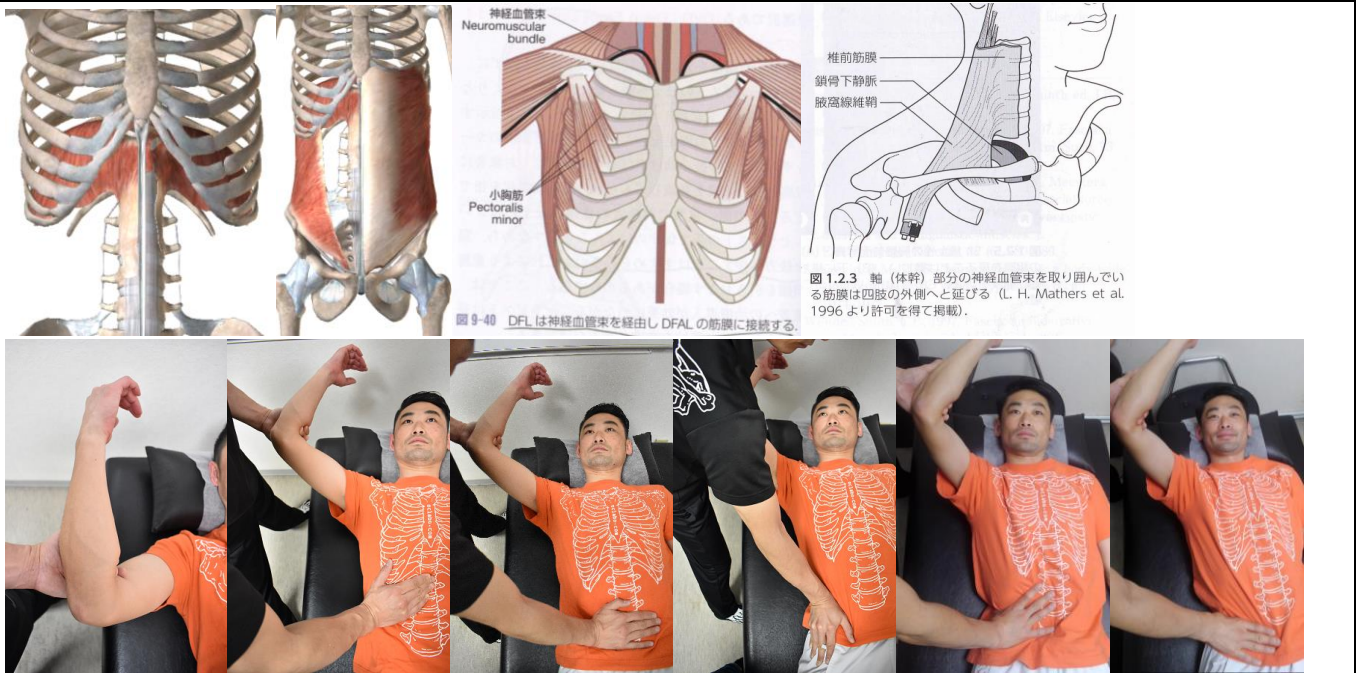 神経血管束
Neuromuscular
bundle
小胸筋
Pectoralis
minor
図 9-40 DFL は神経血管束を経由し DFAL の筋膜に接続する.
椎前筋膜
鎖骨下静脈
腋窩線維鞘
図 1.2.3 軸（体幹）部分の神経血管束を取り囲んでい
る筋膜は四肢の外側へと延びる（L. H. Mathers et al.
1996 より許可を得て掲載）.